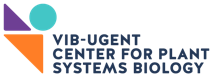 VIB-UGENT
CENTER FOR PLANT
SYSTEMS BIOLOGY